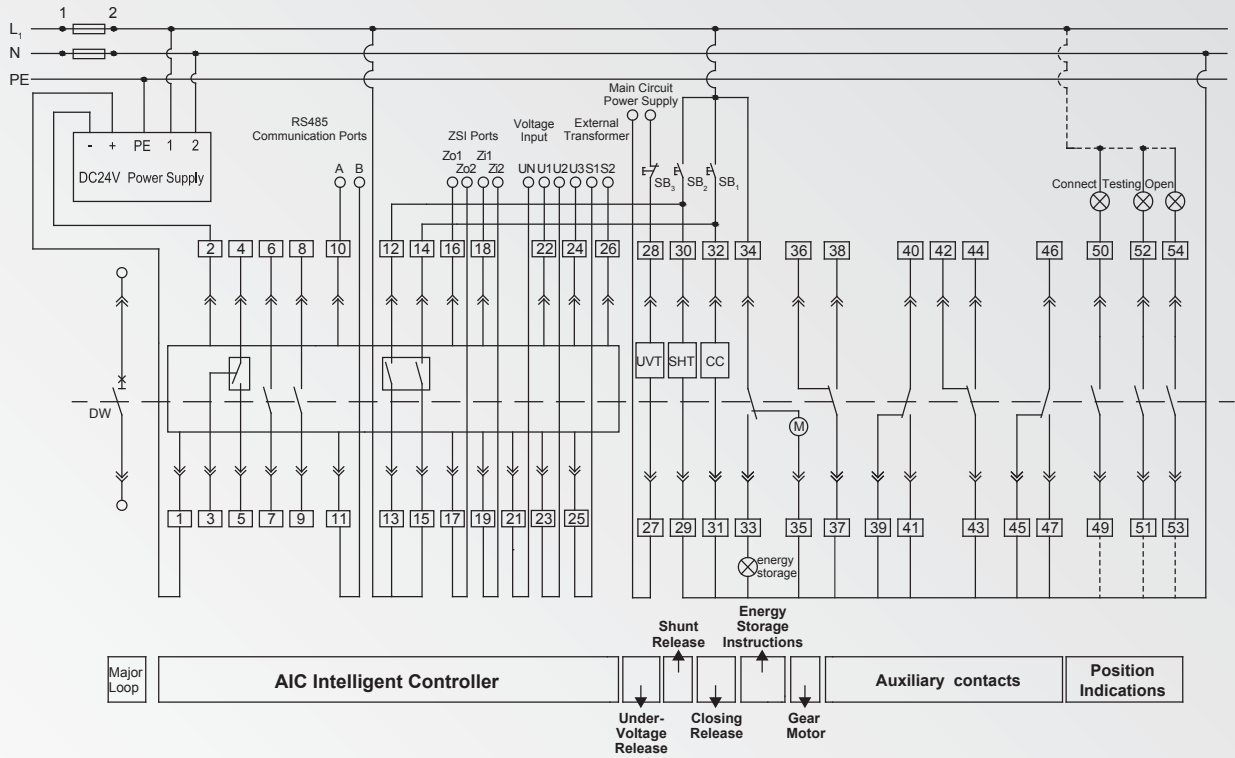 1 2
L1
N
PE
- + PE 1 2
DC24V Power Supply
RS485
Communication Ports
A B
ZSI Ports
Zo1 Zi1
Zo2 Zi2
Voltage
Input
External
Transformer
UN U1 U2 U3 S1 S2
Main Circuit
Power Supply
SB3 SB2 SB1
Connect Testing Open
2 4 6 8 10 12 14 16 18 22 24 26 28 30 32 34 36 38 40 42 44 46 50 52 54
UVT SHT CC
DW
M
1 3 5 7 9 11 13 15 17 19 21 23 25 27 29 31 33 35 37 39 41 43 45 47 49 51 53
energy
storage
Major
Loop
AIC Intelligent Controller
Under-
Voltage
Release
Shunt
Release
Closing
Release
Energy
Storage
Instructions
Gear
Motor
Auxiliary contacts
Position
Indications